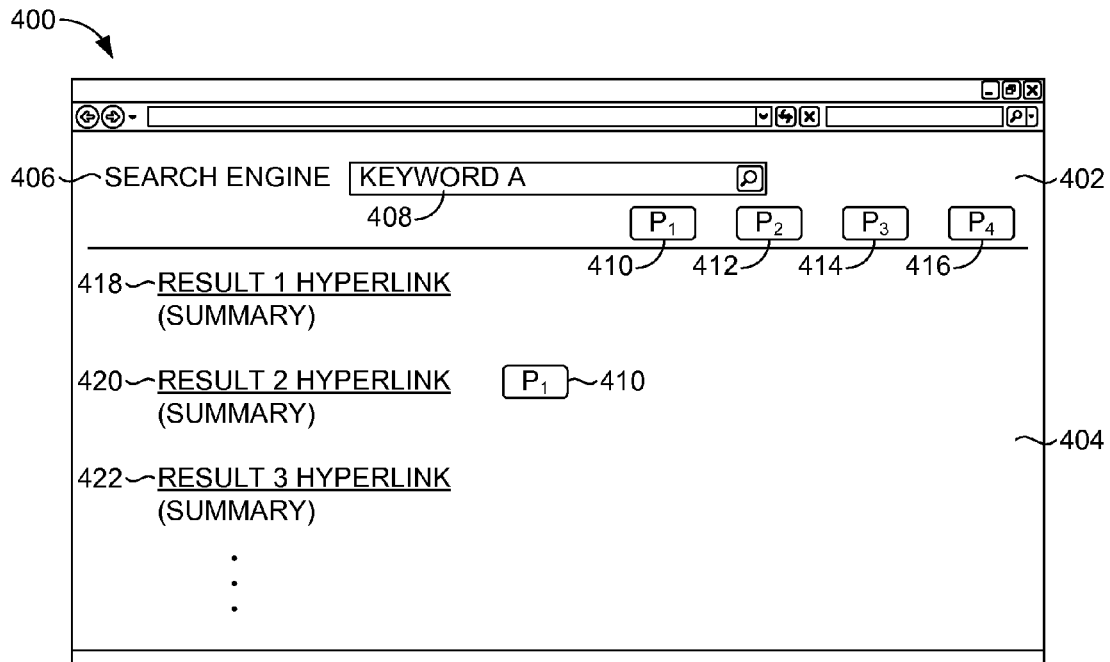 400
406 SEARCH ENGINE KEYWORD A 402
408 P₁ P₂ P₃ P₄
410 412 414 416
418 RESULT 1 HYPERLINK
(SUMMARY)
420 RESULT 2 HYPERLINK P₁ 410
(SUMMARY)
404
422 RESULT 3 HYPERLINK
(SUMMARY)